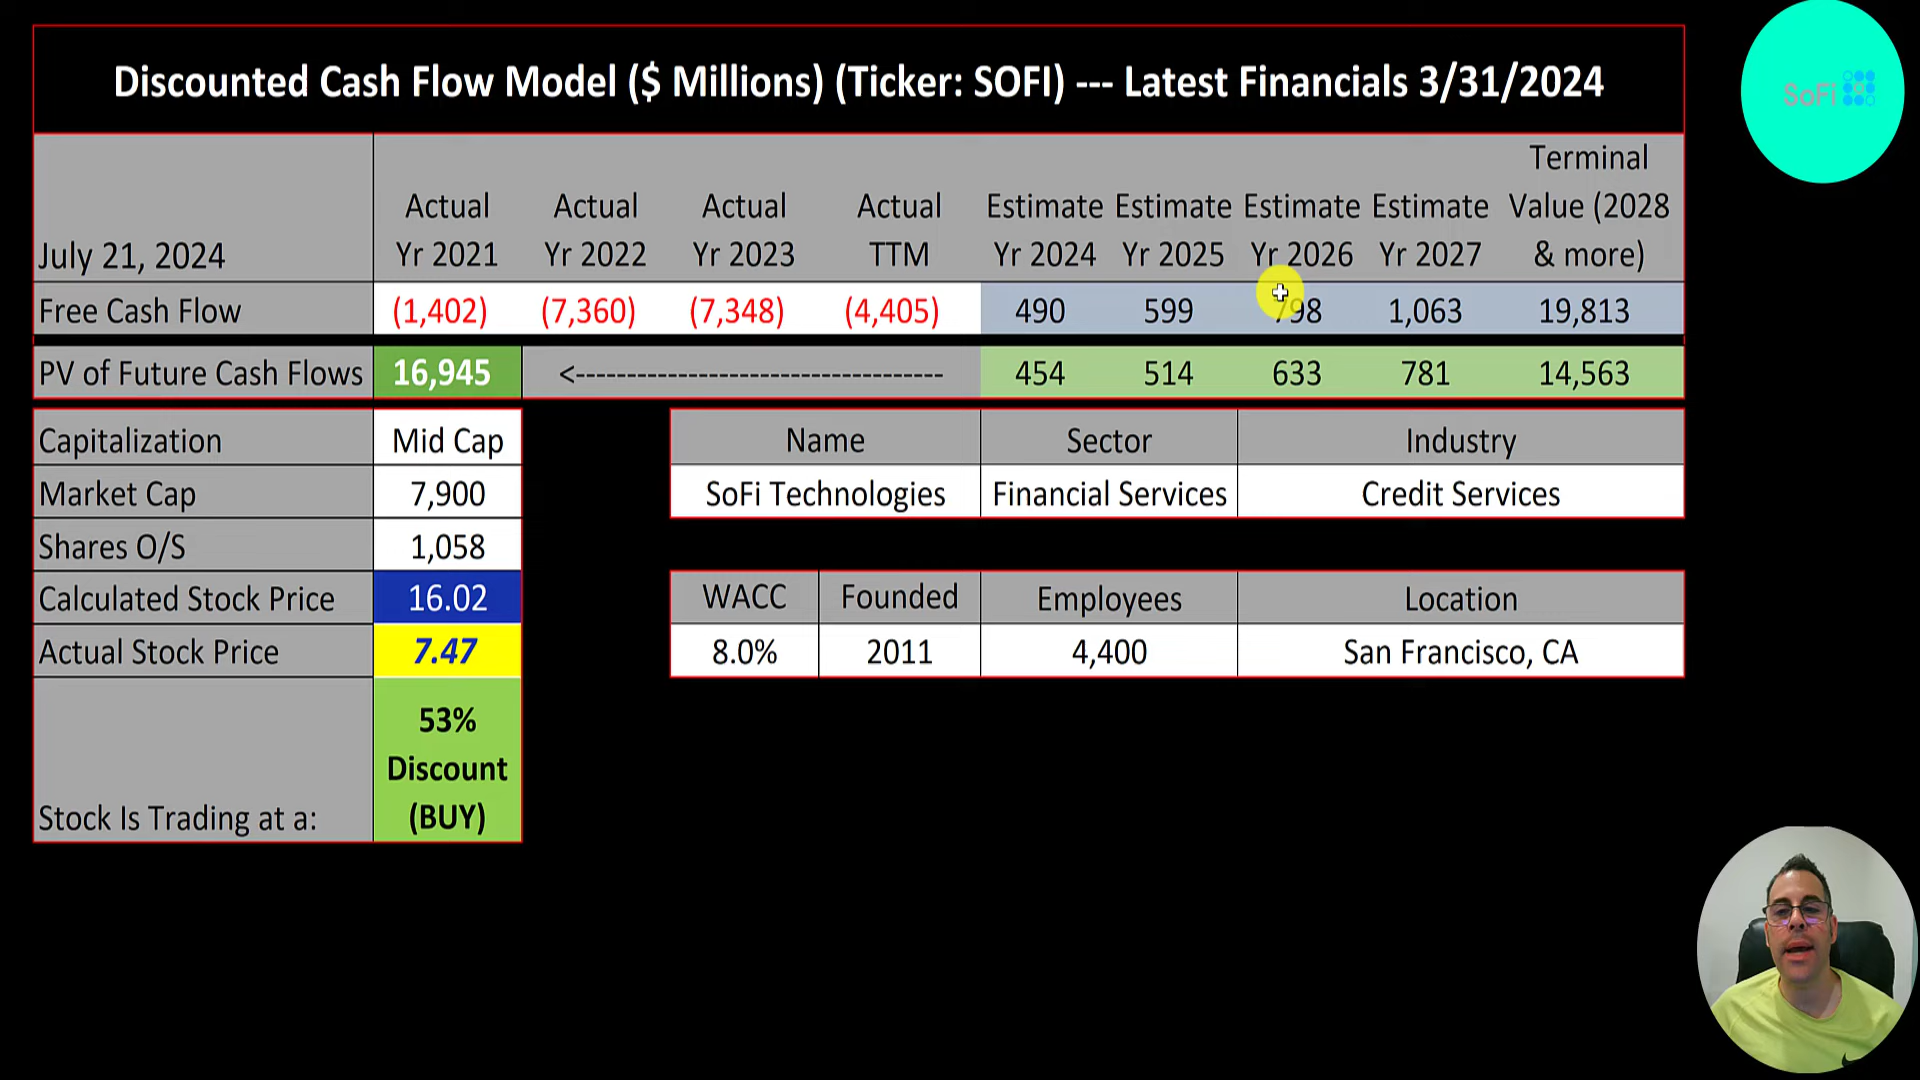 Discounted Cash Flow Model ($ Millions) (Ticker: SOFI) --- Latest Financials 3/31/2024
SoFi
July 21, 2024 Actual Yr 2021 Actual Yr 2022 Actual Yr 2023 Actual TTM Estimate Yr 2024 Estimate Yr 2025 Estimate Yr 2026 Estimate Yr 2027 Terminal Value (2028 & more)
Free Cash Flow (1,402) (7,360) (7,348) (4,405) 490 599 798 1,063 19,813
PV of Future Cash Flows 16,945 <----------------------------------- 454 514 633 781 14,563
Capitalization Mid Cap
Market Cap 7,900
Shares O/S 1,058
Calculated Stock Price 16.02
Actual Stock Price 7.47
Stock Is Trading at a: 53% Discount (BUY)
Name Sector Industry
SoFi Technologies Financial Services Credit Services
WACC Founded Employees Location
8.0% 2011 4,400 San Francisco, CA